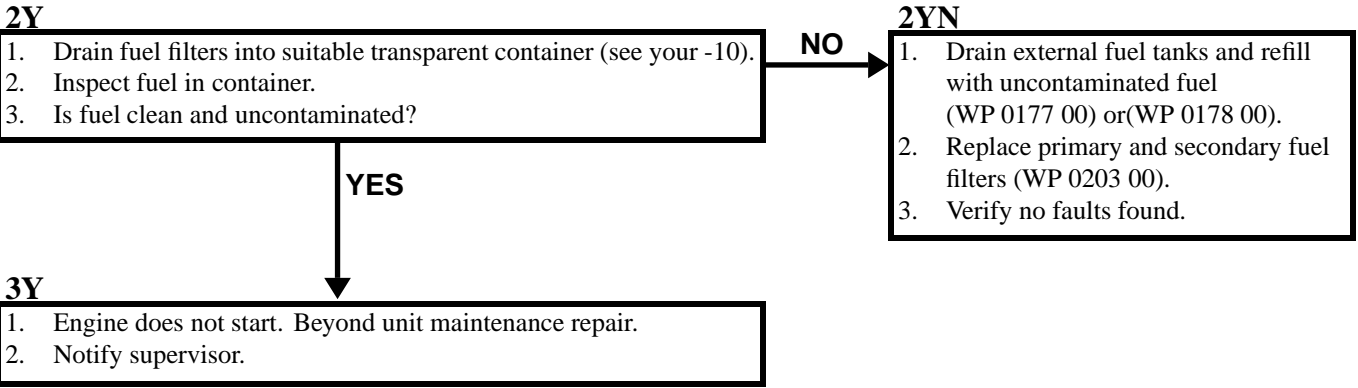 2Y
1. Drain fuel filters into suitable transparent container (see your -10).
2. Inspect fuel in container.
3. Is fuel clean and uncontaminated?
NO
2YN
1. Drain external fuel tanks and refill
with uncontaminated fuel
(WP 0177 00) or(WP 0178 00).
2. Replace primary and secondary fuel
filters (WP 0203 00).
3. Verify no faults found.
YES
3Y
1. Engine does not start. Beyond unit maintenance repair.
2. Notify supervisor.